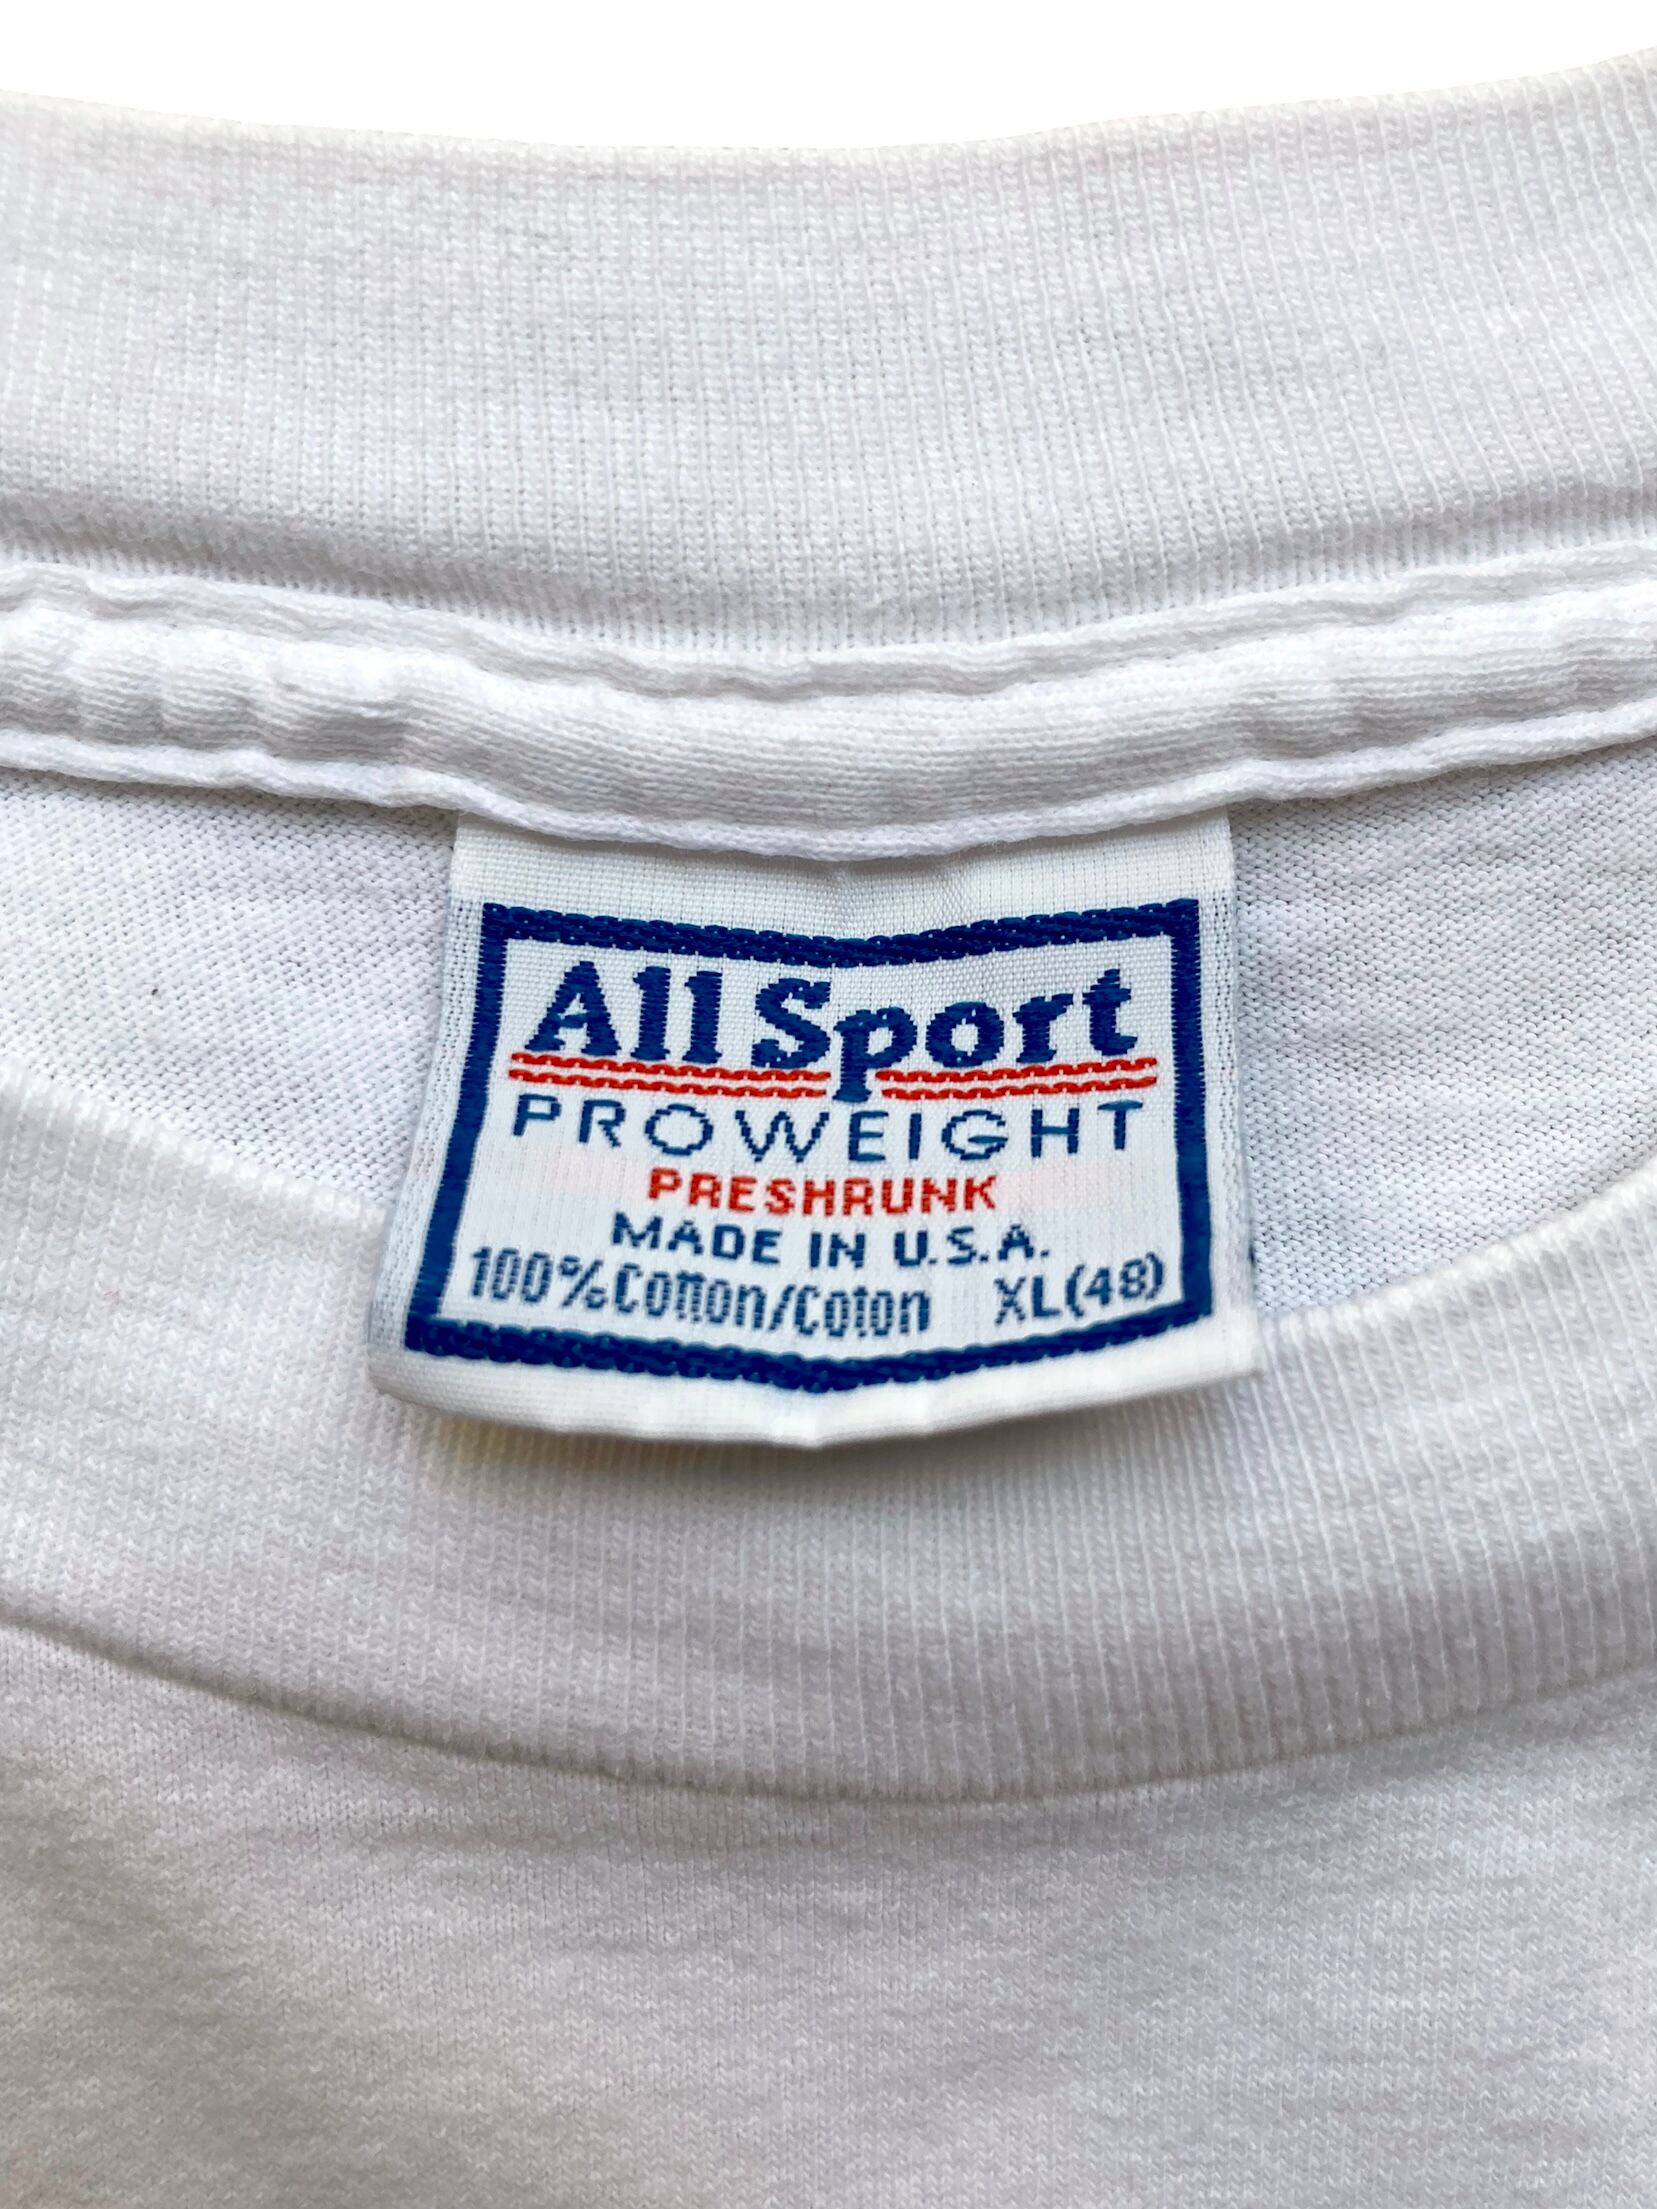 All Sport
PROWEIGHT
PRESHRUNK
MADE IN U.S.A.
100% Cotton/Coton XL(48)